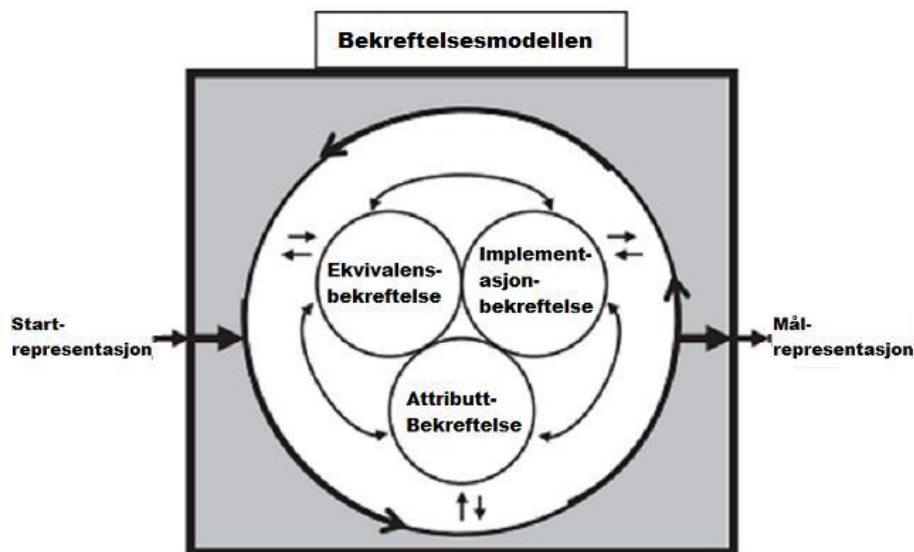 Bekreftelsesmodellen
Ekvivalens-
bekreftelse
Implement-
asjon-
bekreftelse
Start-
representasjon
Mål-
representasjon
Attributt-
Bekreftelse